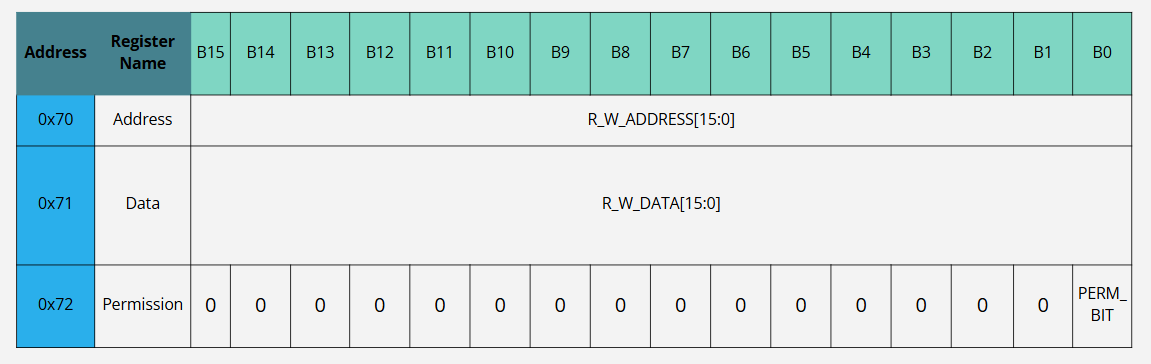 Address Register Name B15 B14 B13 B12 B11 B10 B9 B8 B7 B6 B5 B4 B3 B2 B1 B0
0x70 Address R_W_ADDRESS[15:0]
0x71 Data R_W_DATA[15:0]
0x72 Permission 0 0 0 0 0 0 0 0 0 0 0 0 0 0 0 PERM_BIT